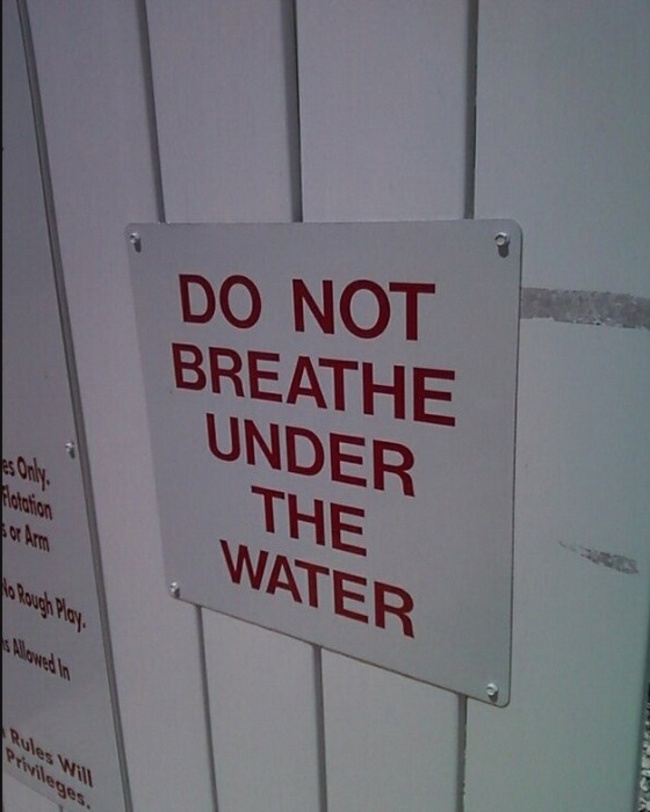 DO NOT
BREATHE
UNDER
THE
WATER
es Only.
Flotation
s or Arm
No Rough Play.
Allowed In
Rules Will
Privileges.